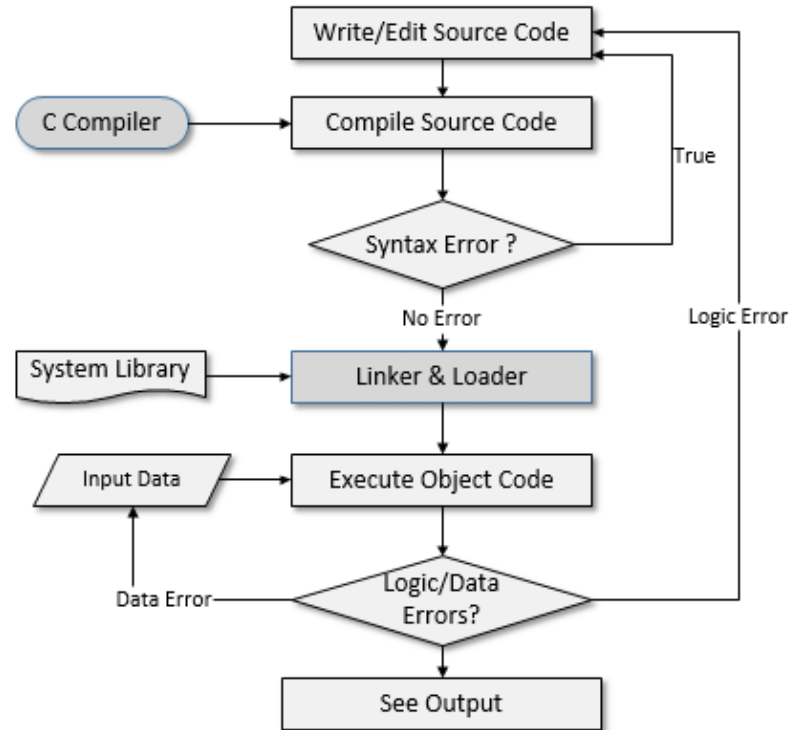 Write/Edit Source Code
C Compiler
Compile Source Code
True
Syntax Error ?
No Error
Logic Error
System Library
Linker & Loader
Input Data
Execute Object Code
Data Error
Logic/Data
Errors?
See Output